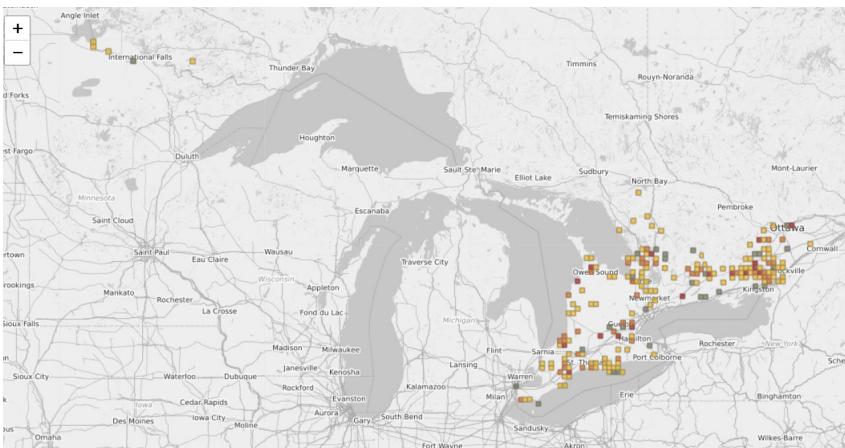 +
−
Angle Inlet
International Falls
Thunder Bay
Timmins
Rouyn-Noranda
d Forks
Temiskaming Shores
Houghton
st Fargo
Duluth
Marquette
Sault Ste. Marie
Elliot Lake
Sudbury
North Bay
Mont-Laurier
Minnesota
Saint Cloud
Escanaba
Pembroke
Ottawa
Cornwall
Saint Paul
Eau Claire
Wausau
Traverse City
Owen Sound
ockville
ertown
Wisconsin
rookings
Mankato
Rochester
Appleton
Kingston
Newmarket
La Crosse
Fond du Lac
Michigan
Sioux Falls
Guelph
Hamilton
Rochester
New York
Madison
Milwaukee
Flint
Sarnia
St. Th
Port Colborne
Sche
Sioux City
Waterloo
Dubuque
Janesville
Kenosha
Lansing
Warren
Rockford
Kalamazoo
Milan
Erie
Binghamton
Iowa
Cedar Rapids
Evanston
Iowa City
Aurora
Gary
South Bend
Des Moines
Moline
Sandusky
Omaha
Fort Wayne
Akron
Wilkes-Barre